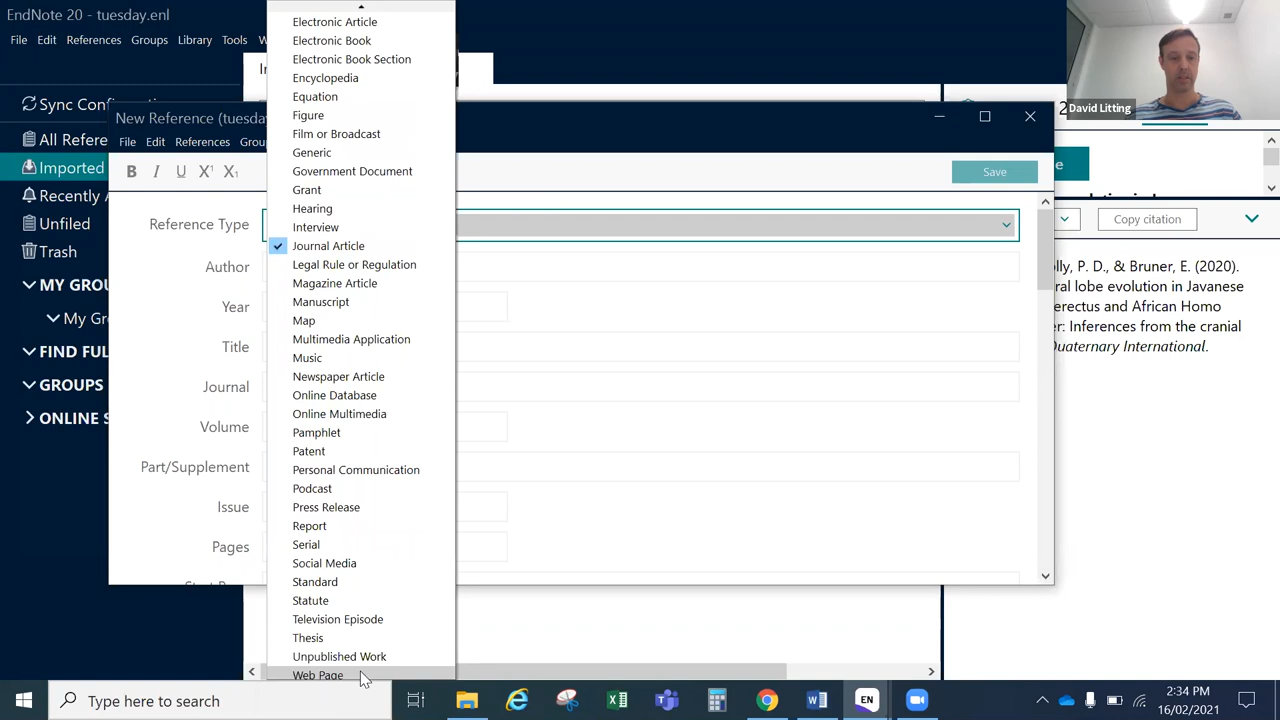 EndNote 20 - tuesday.enl
File Edit References Groups Library Tools
Sync
All Refere
Imported
Recently A
Unfiled
Trash
MY GROU
My Gr
FIND FUL
GROUPS
ONLINE S
New Reference (tuesda
File Edit References Grou
B I U X¹ X₁
Save
Reference Type
Author
Year
Title
Journal
Volume
Part/Supplement
Issue
Pages
Electronic Article
Electronic Book
Electronic Book Section
Encyclopedia
Equation
Figure
Film or Broadcast
Generic
Government Document
Grant
Hearing
Interview
Journal Article
Legal Rule or Regulation
Magazine Article
Manuscript
Map
Multimedia Application
Music
Newspaper Article
Online Database
Online Multimedia
Pamphlet
Patent
Personal Communication
Podcast
Press Release
Report
Serial
Social Media
Standard
Statute
Television Episode
Thesis
Unpublished Work
Web Page
David Litting
Copy citation
lly, P. D., & Bruner, E. (2020).
ral lobe evolution in Javanese
erectus and African Homo
er: Inferences from the cranial
Quaternary International.
Type here to search
EN
2:34 PM
16/02/2021